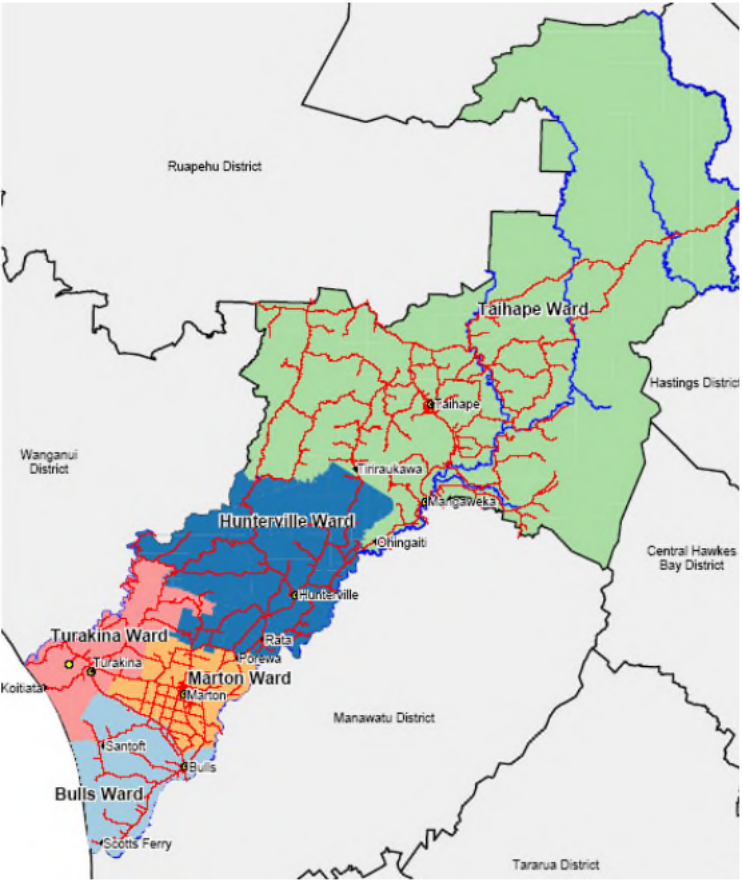 Ruapehu District
Taihape Ward
Hastings District
Taihape
Wanganui
District
Tiriraukawa
Mangaweka
Hunterville Ward
Ohingaiti
Central Hawkes
Bay District
Hunterville
Turakina Ward
Rata
Porewa
Turakina
Marton Ward
Koitiata
Marton
Manawatu District
Santoft
Bulls
Bulls Ward
Scotts Ferry
Tararua District